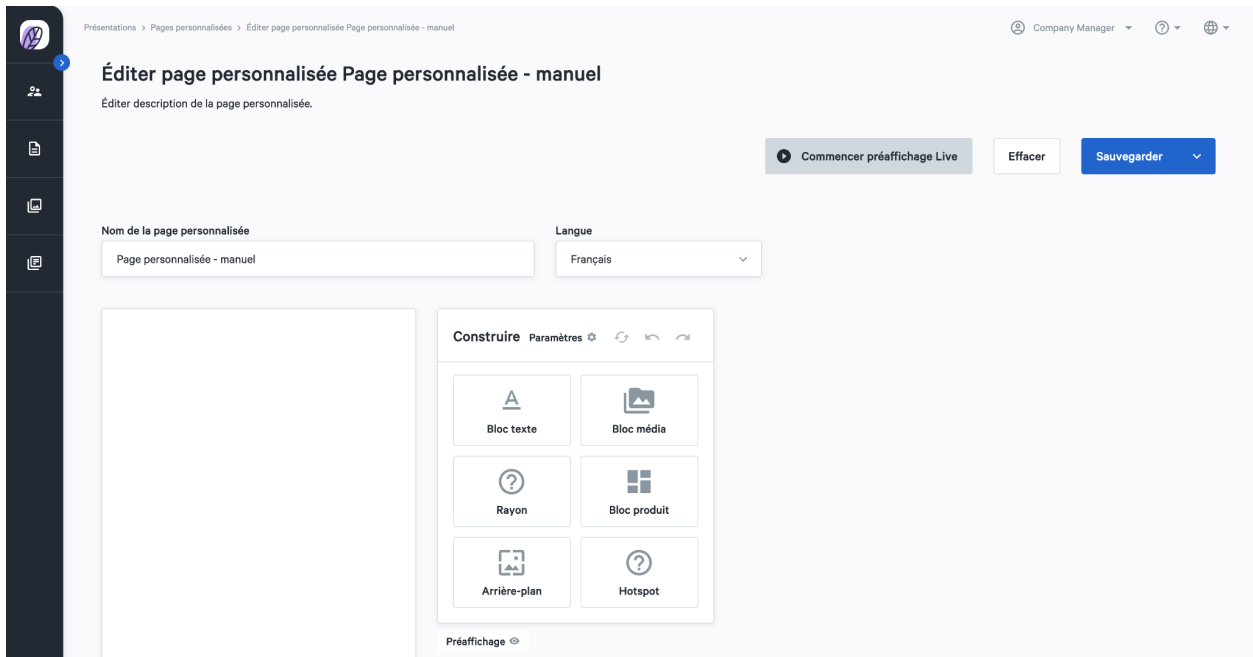 Présentations > Pages personnalisées > Éditer page personnalisée Page personnalisée - manuel
Company Manager
Éditer page personnalisée Page personnalisée - manuel
Éditer description de la page personnalisée.
Commencer préaffichage Live
Effacer
Sauvegarder
Nom de la page personnalisée
Langue
Page personnalisée - manuel
Français
Construire Paramètres
Bloc texte
Bloc média
Rayon
Bloc produit
Arrière-plan
Hotspot
Préaffichage